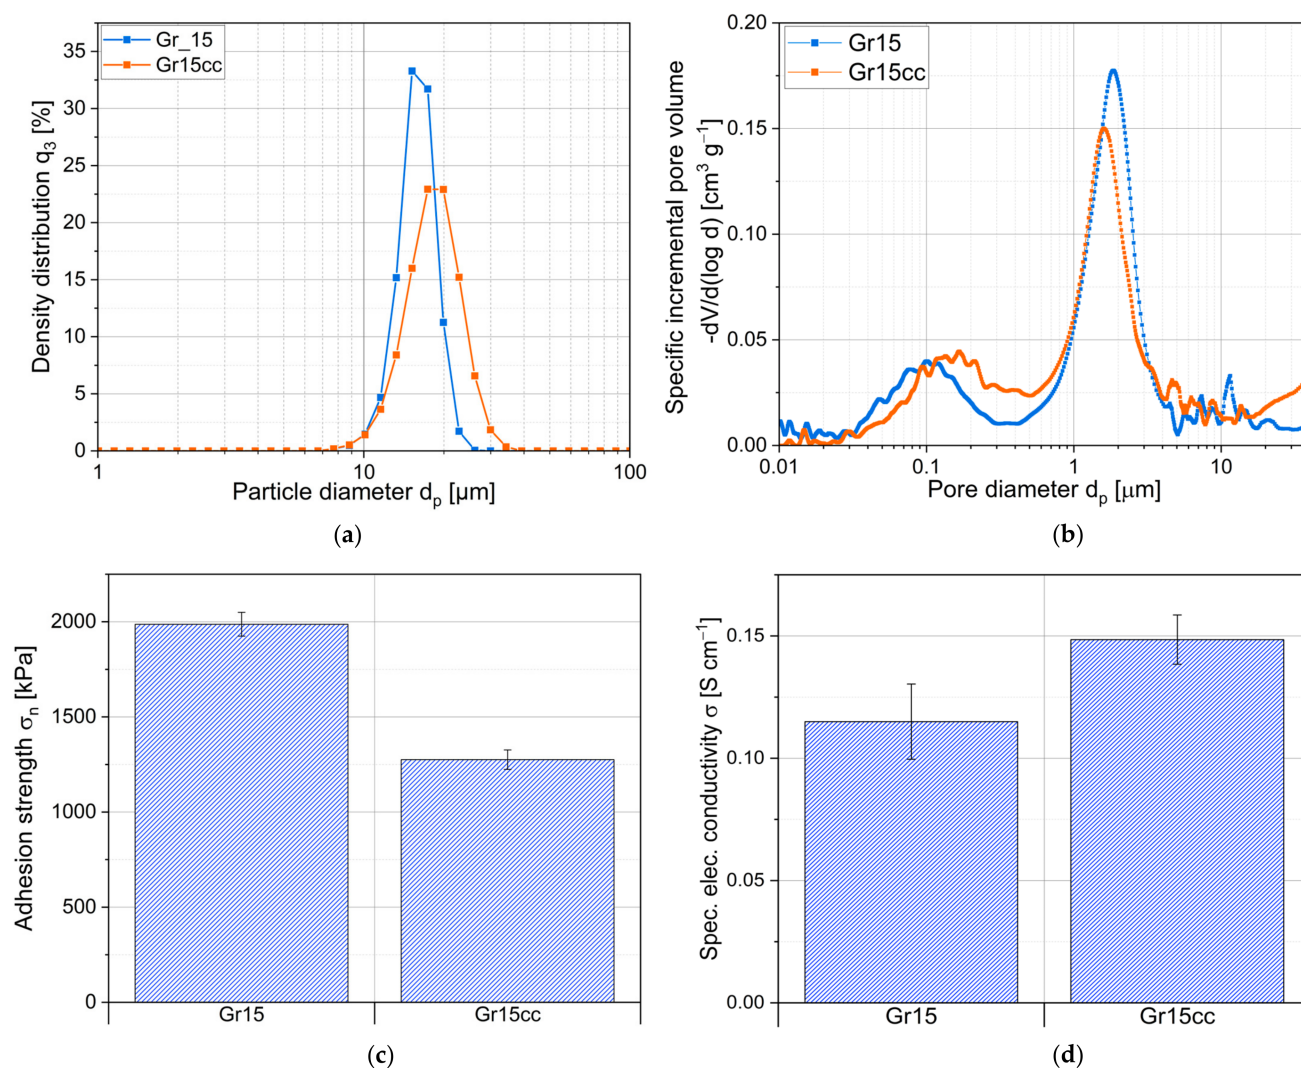 Gr_15
Gr15cc
Density distribution q3 [%]
35
30
25
20
15
10
5
0
1
10
100
Particle diameter dp [µm]
(a)
Gr15
Gr15cc
Specific incremental pore volume
-dV/d(log d) [cm³ g⁻¹]
0.20
0.15
0.10
0.05
0.00
0.01
0.1
1
10
Pore diameter dp [µm]
(b)
Adhesion strength σn [kPa]
2000
1500
1000
500
0
Gr15
Gr15cc
(c)
Spec. elec. conductivity σ [S cm⁻¹]
0.15
0.10
0.05
0.00
Gr15
Gr15cc
(d)